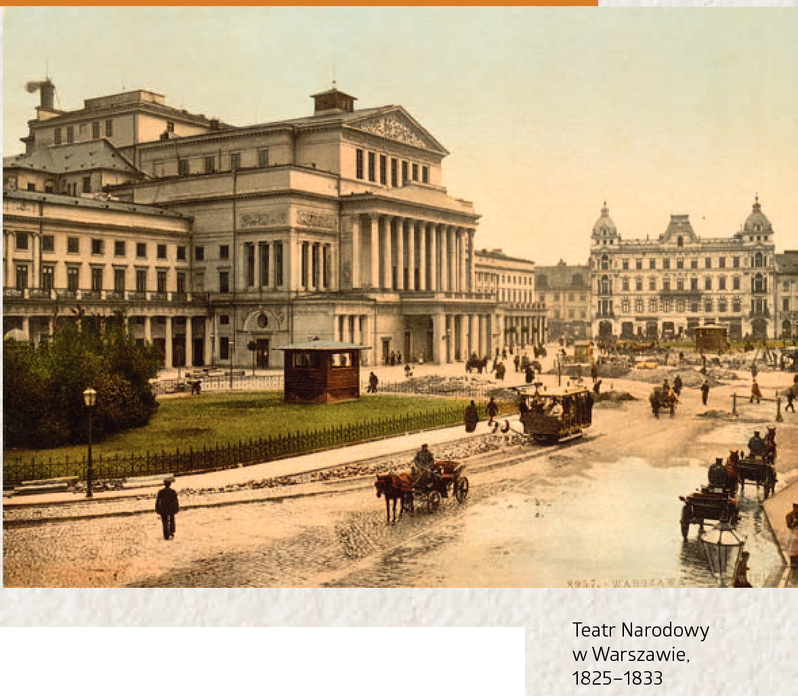 8957. WARSZAWA
Teatr Narodowy
w Warszawie,
1825–1833